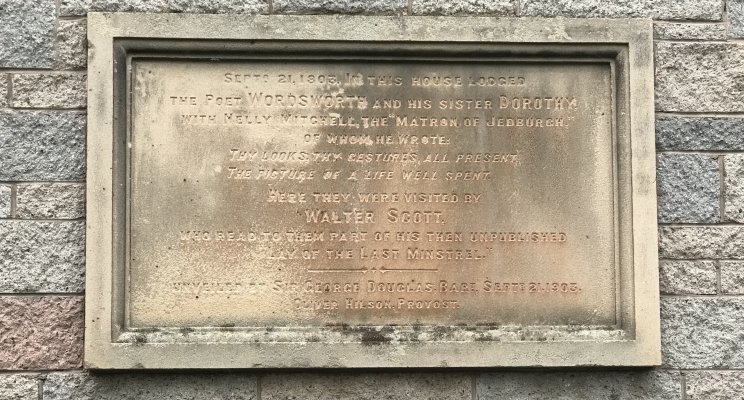 SEPTR 21, 1803, IN THIS HOUSE LODGED
THE POET WORDSWORTH AND HIS SISTER DOROTHY
WITH NELLY MITCHELL, THE "MATRON OF JEDBURGH,"
OF WHOM HE WROTE:
THY LOOKS, THY GESTURES, ALL PRESENT
THE PICTURE OF A LIFE WELL SPENT.
HERE THEY WERE VISITED BY
WALTER SCOTT,
WHO READ TO THEM PART OF HIS THEN UNPUBLISHED
"LAY OF THE LAST MINSTREL."
UNVEILED BY SIR GEORGE DOUGLAS, BART, SEPTR 21, 1903.
OLIVER HILSON, PROVOST.